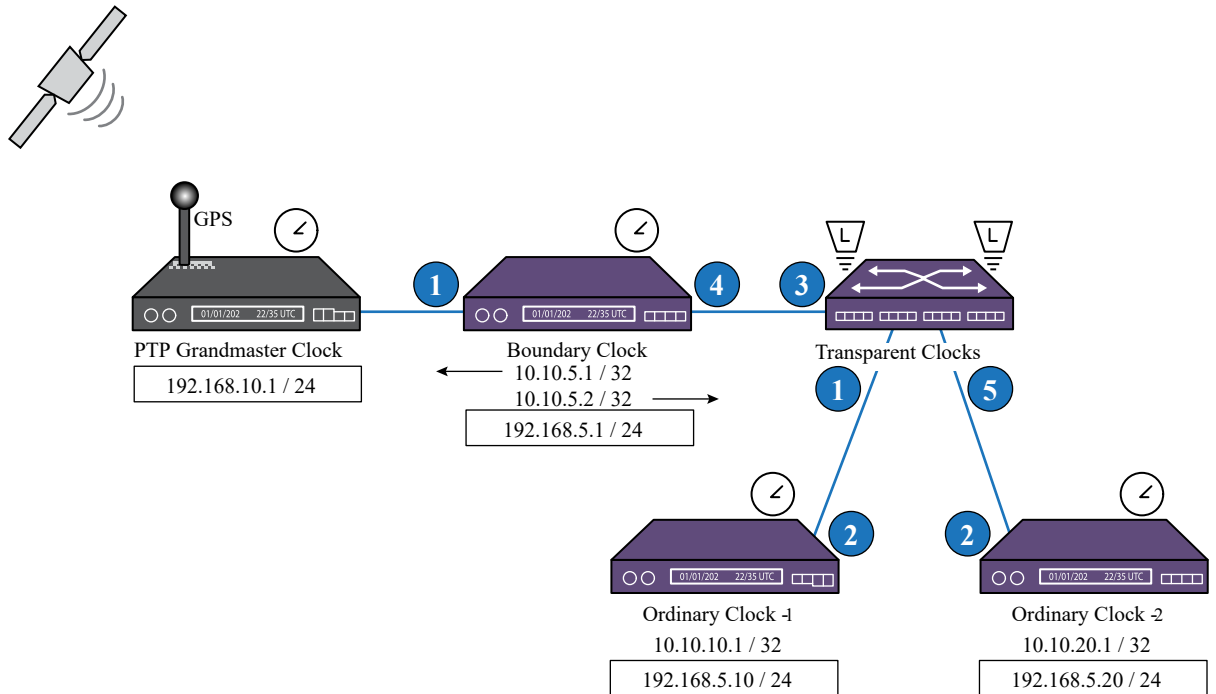 GPS
L
L
1
4
3
01/01/202 22/35 UTC
01/01/202 22/35 UTC
PTP Grandmaster Clock
Boundary Clock
Transparent Clocks
192.168.10.1 / 24
10.10.5.1 / 32
10.10.5.2 / 32
192.168.5.1 / 24
1
5
2
2
01/01/202 22/35 UTC
01/01/202 22/35 UTC
Ordinary Clock -1
Ordinary Clock -2
10.10.10.1 / 32
10.10.20.1 / 32
192.168.5.10 / 24
192.168.5.20 / 24